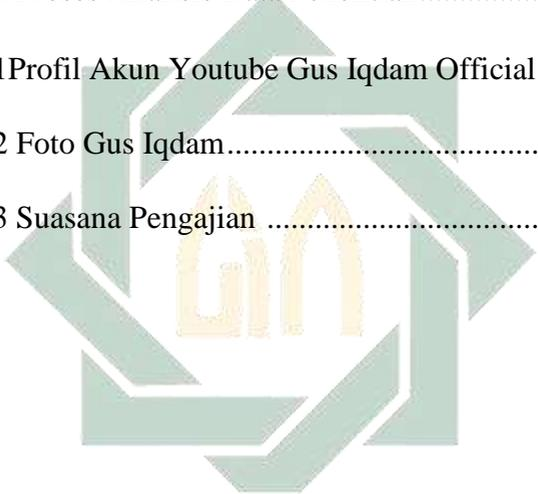 1Profil Akun Youtube Gus Iqdam Official
2 Foto Gus Iqdam.......................................
3 Suasana Pengajian ..................................